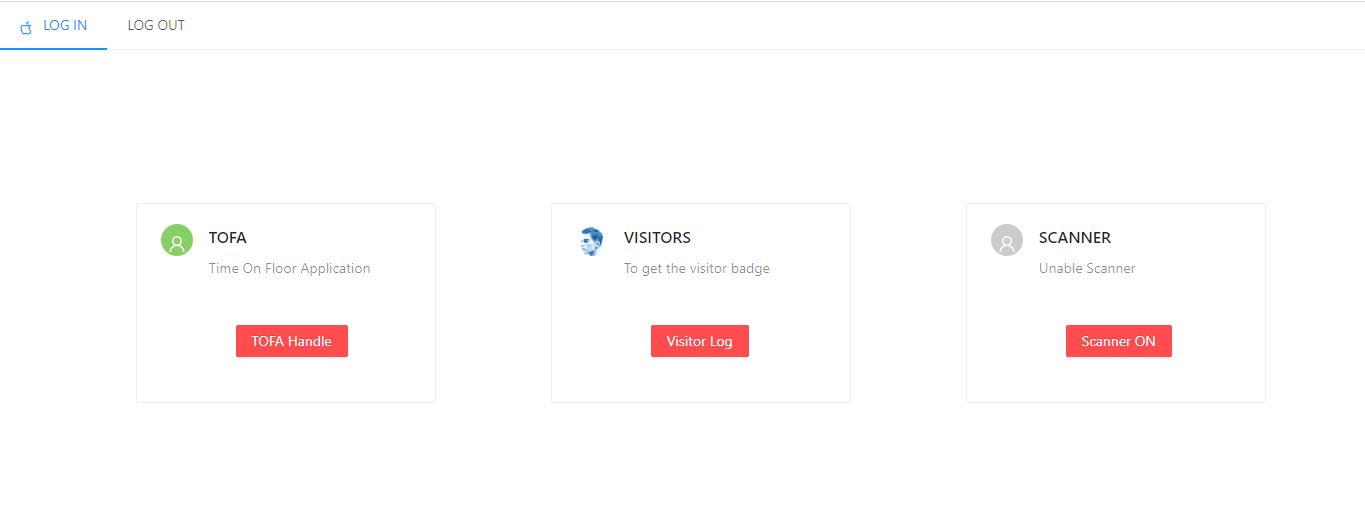 LOG IN
LOG OUT
TOFA
Time On Floor Application
TOFA Handle
VISITORS
To get the visitor badge
Visitor Log
SCANNER
Unable Scanner
Scanner ON